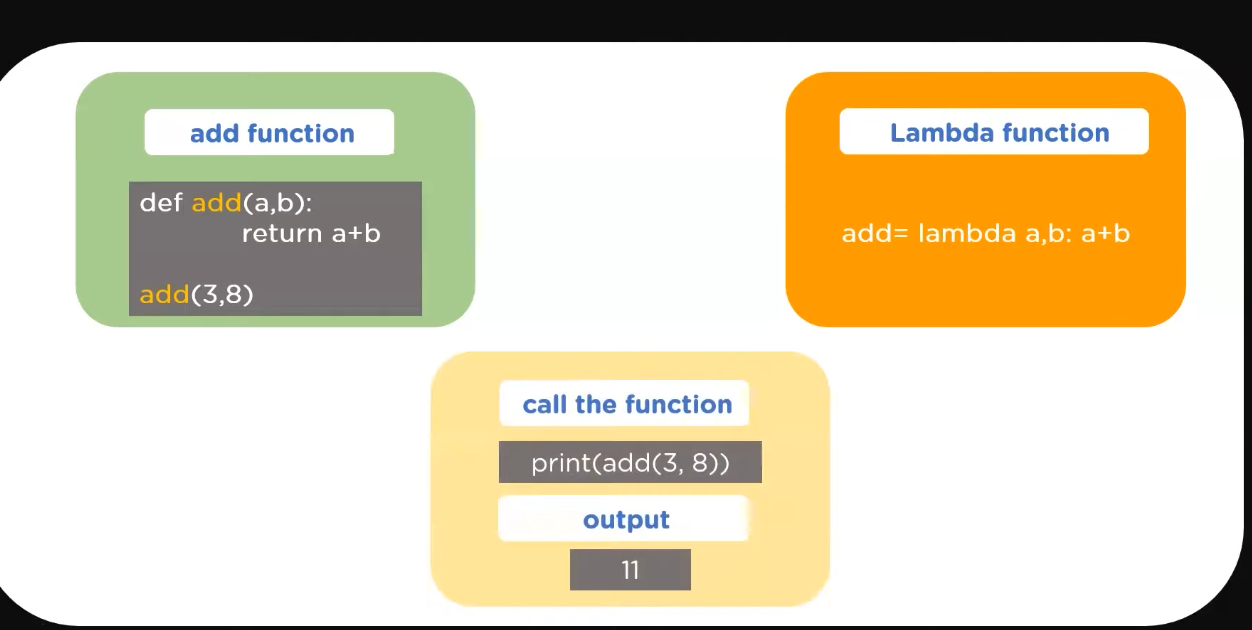 add function
def add(a,b):
return a+b
add(3,8)
Lambda function
add= lambda a,b: a+b
call the function
print(add(3, 8))
output
11